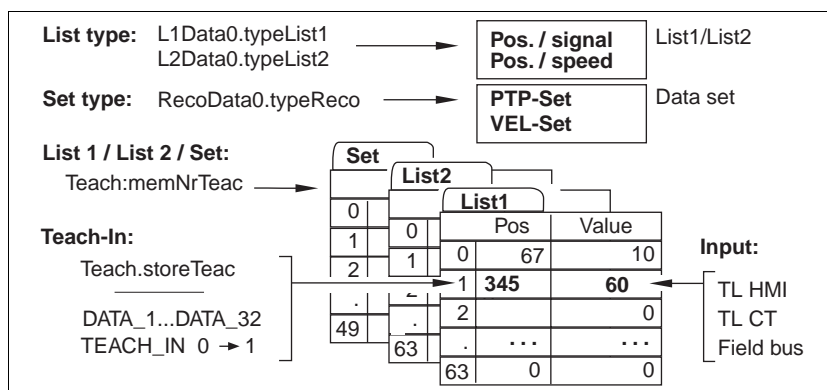 List type: L1Data0.typeList1
L2Data0.typeList2
Pos. / signal
Pos. / speed
List1/List2
Set type: RecoData0.typeReco
PTP-Set
VEL-Set
Data set
List 1 / List 2 / Set:
Teach:memNrTeac
Set
0
1
2
.
49
List2
0
1
2
.
63
List1
Pos Value
0 67 10
1 345 60
2 0
. ... ...
63 0 0
Teach-In:
Teach.storeTeac
DATA_1...DATA_32
TEACH_IN 0 → 1
Input:
TL HMI
TL CT
Field bus